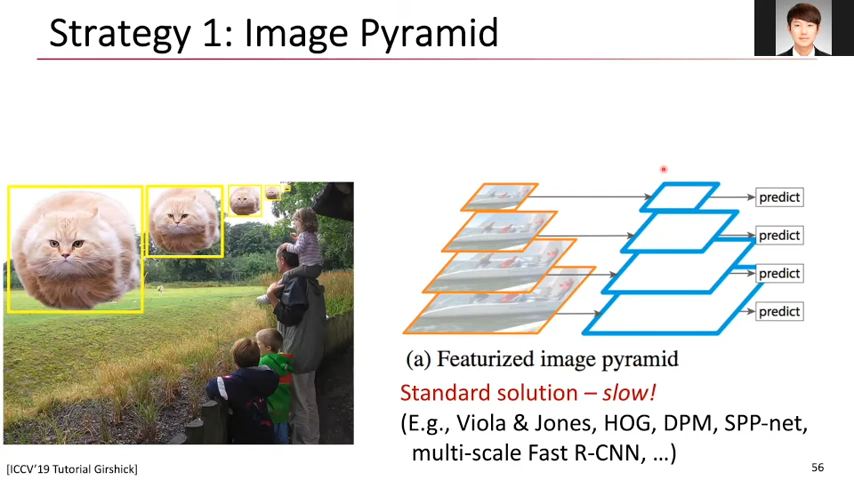 Strategy 1: Image Pyramid
predict
predict
predict
predict
(a) Featurized image pyramid
Standard solution – slow!
(E.g., Viola & Jones, HOG, DPM, SPP-net,
multi-scale Fast R-CNN, …)
[ICCV'19 Tutorial Girshick]
56